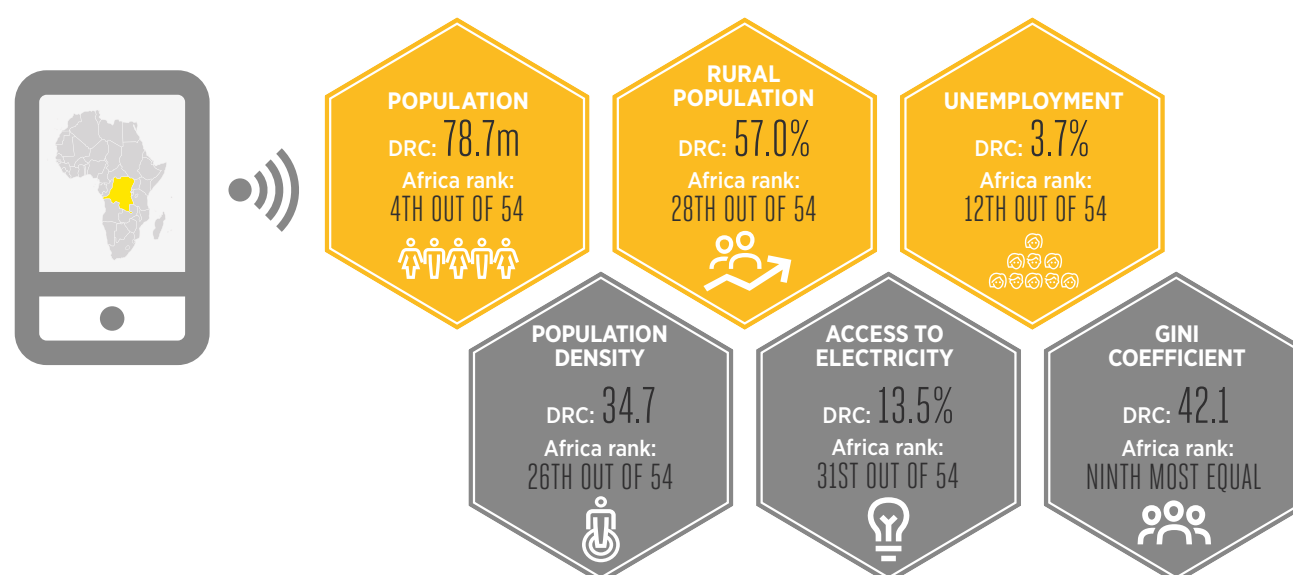 POPULATION
DRC: 78.7m
Africa rank:
4TH OUT OF 54
RURAL
POPULATION
DRC: 57.0%
Africa rank:
28TH OUT OF 54
UNEMPLOYMENT
DRC: 3.7%
Africa rank:
12TH OUT OF 54
POPULATION
DENSITY
DRC: 34.7
Africa rank:
26TH OUT OF 54
ACCESS TO
ELECTRICITY
DRC: 13.5%
Africa rank:
31ST OUT OF 54
GINI
COEFFICIENT
DRC: 42.1
Africa rank:
NINTH MOST EQUAL